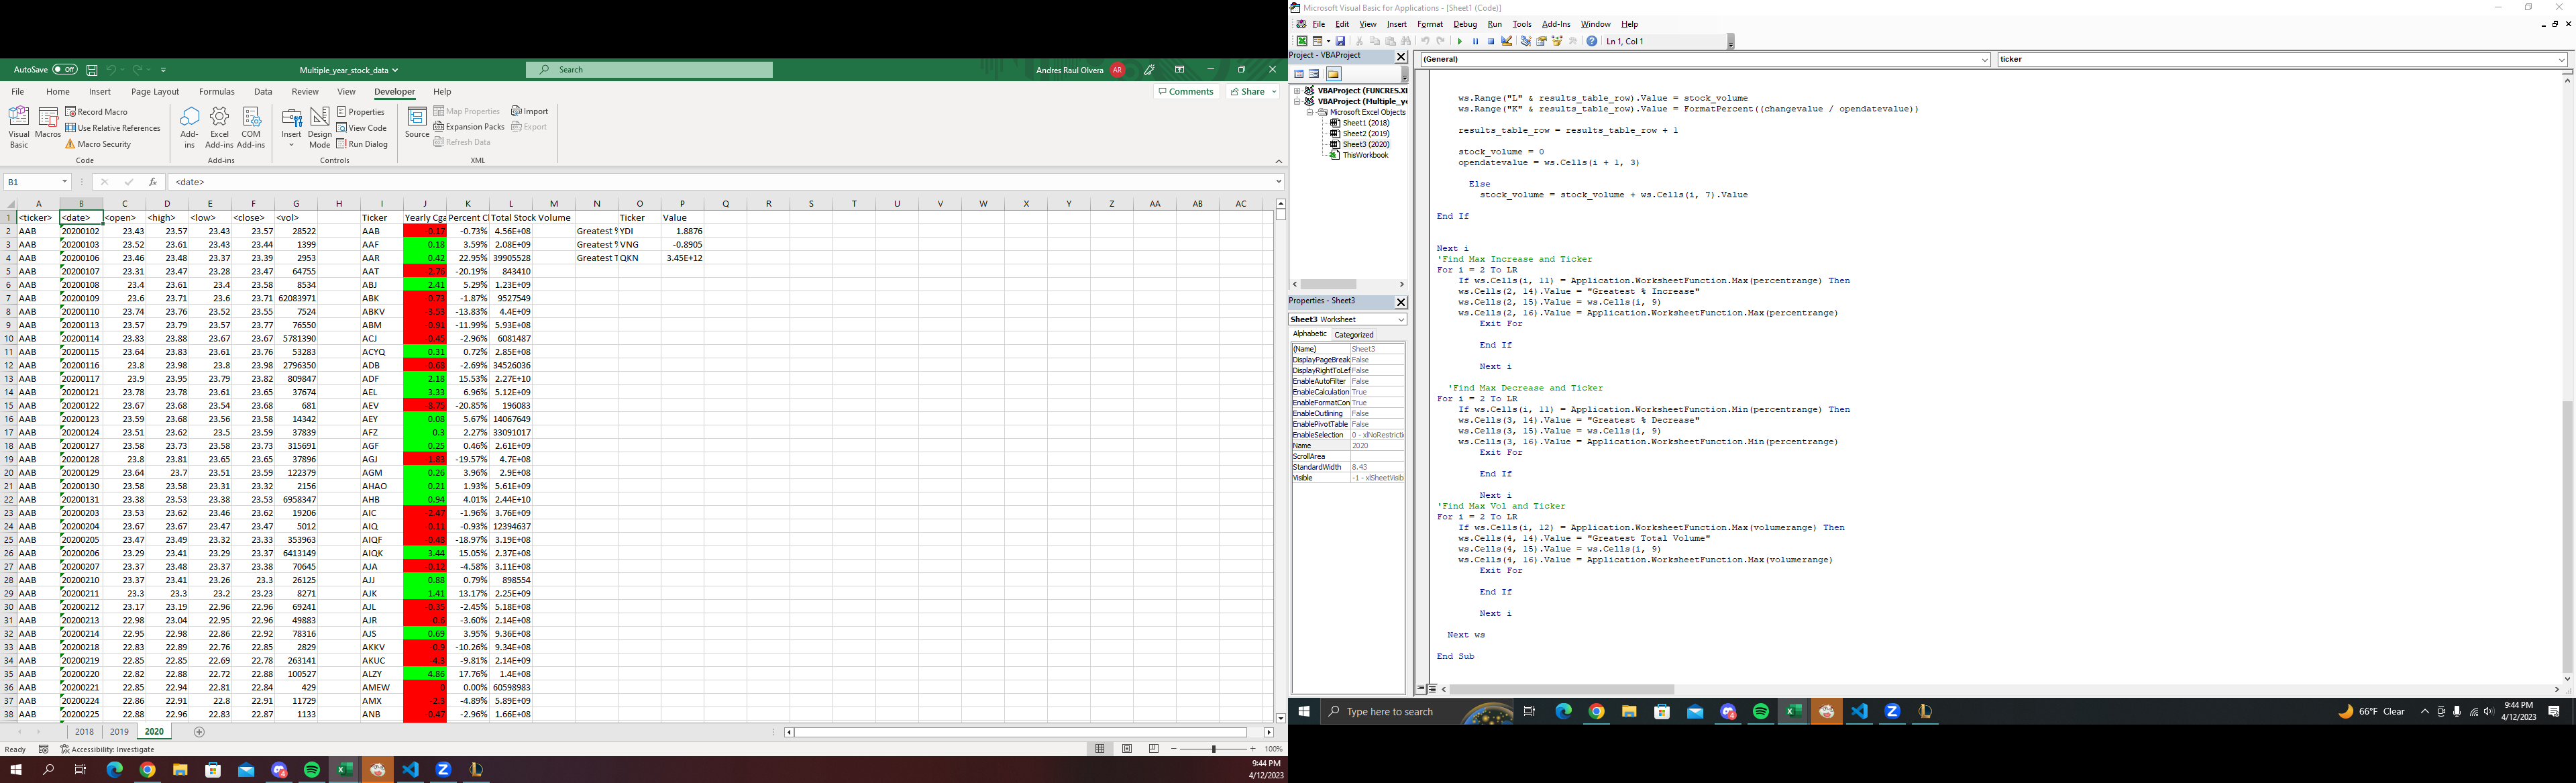 AutoSave Off Multiple_year_stock_data Search Andres Raul Olvera AR
File Home Insert Page Layout Formulas Data Review View Developer Help Comments Share
Visual Basic Macros Record Macro Use Relative References Macro Security Code
Add-ins Excel Add-ins COM Add-ins Add-ins
Insert Design Mode Properties View Code Run Dialog Controls
Source Map Properties Expansion Packs Refresh Data Import Export XML
B1 fx <date>
A B C D E F G H I J K L M N O P Q R S T U V W X Y Z AA AB AC
1 <ticker> <date> <open> <high> <low> <close> <vol> Ticker Yearly Cga Percent Cl Total Stock Volume Ticker Value
2 AAB 20200102 23.43 23.57 23.43 23.57 28522 AAB -0.17 -0.73% 4.56E+08 Greatest % YDI 1.8876
3 AAB 20200103 23.52 23.61 23.43 23.44 1399 AAF 0.18 3.59% 2.08E+09 Greatest % VNG -0.8905
4 AAB 20200106 23.46 23.48 23.37 23.39 2953 AAR 0.42 22.95% 39905528 Greatest T QKN 3.45E+12
5 AAB 20200107 23.31 23.47 23.28 23.47 64755 AAT -2.76 -20.19% 843410
6 AAB 20200108 23.4 23.61 23.4 23.58 8534 ABJ 2.41 5.29% 1.23E+09
7 AAB 20200109 23.6 23.71 23.6 23.71 62083971 ABK -0.73 -1.87% 9527549
8 AAB 20200110 23.74 23.76 23.52 23.55 7524 ABKV -3.53 -13.83% 4.4E+09
9 AAB 20200113 23.57 23.79 23.57 23.77 76550 ABM -0.91 -11.99% 5.93E+08
10 AAB 20200114 23.83 23.88 23.67 23.67 5781390 ACJ -0.45 -2.96% 6081487
11 AAB 20200115 23.64 23.83 23.61 23.76 53283 ACYQ 0.31 0.72% 2.85E+08
12 AAB 20200116 23.8 23.98 23.8 23.98 2796350 ADB -0.68 -2.69% 34526036
13 AAB 20200117 23.9 23.95 23.79 23.82 809847 ADF 2.18 15.53% 2.27E+10
14 AAB 20200121 23.78 23.78 23.61 23.65 37674 AEL 3.33 6.96% 5.12E+09
15 AAB 20200122 23.67 23.68 23.54 23.68 681 AEV -8.75 -20.85% 196083
16 AAB 20200123 23.59 23.68 23.56 23.58 14342 AEY 0.08 5.67% 14067649
17 AAB 20200124 23.51 23.62 23.5 23.59 37839 AFZ 0.3 2.27% 33091017
18 AAB 20200127 23.58 23.73 23.58 23.73 315691 AGF 0.25 0.46% 2.61E+09
19 AAB 20200128 23.8 23.81 23.65 23.65 37896 AGJ -1.83 -19.57% 4.7E+08
20 AAB 20200129 23.64 23.7 23.51 23.59 122379 AGM 0.26 3.96% 2.9E+08
21 AAB 20200130 23.58 23.58 23.31 23.32 2156 AHAO 0.21 1.93% 5.61E+09
22 AAB 20200131 23.38 23.53 23.38 23.53 6958347 AHB 0.94 4.01% 2.44E+10
23 AAB 20200203 23.53 23.62 23.46 23.62 19206 AIC -2.47 -1.96% 3.76E+09
24 AAB 20200204 23.67 23.67 23.47 23.47 5012 AIQ -0.11 -0.93% 12394637
25 AAB 20200205 23.47 23.49 23.32 23.33 353963 AIQF -0.48 -18.97% 3.19E+08
26 AAB 20200206 23.29 23.41 23.29 23.37 6413149 AIQK 3.44 15.05% 2.37E+08
27 AAB 20200207 23.37 23.48 23.37 23.38 70645 AJA -0.12 -4.58% 3.11E+08
28 AAB 20200210 23.37 23.41 23.26 23.3 26125 AJJ 0.88 0.79% 898554
29 AAB 20200211 23.3 23.3 23.2 23.23 8271 AJK 1.41 13.17% 2.25E+09
30 AAB 20200212 23.17 23.19 22.96 22.96 69241 AJL -0.35 -2.45% 5.18E+08
31 AAB 20200213 22.98 23.04 22.95 22.96 49883 AJR -0.6 -3.60% 2.14E+08
32 AAB 20200214 22.95 22.98 22.86 22.92 78316 AJS 0.69 3.95% 9.36E+08
33 AAB 20200218 22.83 22.89 22.76 22.85 2829 AKKV -0.9 -10.26% 9.34E+08
34 AAB 20200219 22.85 22.85 22.69 22.78 263141 AKUC -4.3 -9.81% 2.14E+09
35 AAB 20200220 22.82 22.88 22.72 22.88 100527 ALZY 4.86 17.76% 1.4E+08
36 AAB 20200221 22.85 22.94 22.81 22.84 429 AMEW 0 0.00% 60598983
37 AAB 20200224 22.86 22.91 22.8 22.91 11729 AMX -2.3 -4.89% 5.89E+09
38 AAB 20200225 22.88 22.96 22.83 22.87 1133 ANB -0.47 -2.96% 1.66E+08
2018 2019 2020
Ready Accessibility: Investigate 100%
9:44 PM
4/12/2023
Microsoft Visual Basic for Applications - [Sheet1 (Code)]
File Edit View Insert Format Debug Run Tools Add-Ins Window Help
Ln 1, Col 1
Project - VBAProject
VBAProject (FUNCRES.XL
VBAProject (Multiple_ye
Microsoft Excel Objects
Sheet1 (2018)
Sheet2 (2019)
Sheet3 (2020)
ThisWorkbook
Properties - Sheet3
Sheet3 Worksheet
Alphabetic Categorized
(Name) Sheet3
DisplayPageBreak False
DisplayRightToLef False
EnableAutoFilter False
EnableCalculation True
EnableFormatCon True
EnableOutlining False
EnablePivotTable False
EnableSelection 0 - xlNoRestricti
Name 2020
ScrollArea
StandardWidth 8.43
Visible -1 - xlSheetVisib
(General) ticker
ws.Range("L" & results_table_row).Value = stock_volume
ws.Range("K" & results_table_row).Value = FormatPercent((changevalue / opendatevalue))
results_table_row = results_table_row + 1
stock_volume = 0
opendatevalue = ws.Cells(i + 1, 3)
Else
stock_volume = stock_volume + ws.Cells(i, 7).Value
End If
Next i
'Find Max Increase and Ticker
For i = 2 To LR
If ws.Cells(i, 11) = Application.WorksheetFunction.Max(percentrange) Then
ws.Cells(2, 14).Value = "Greatest % Increase"
ws.Cells(2, 15).Value = ws.Cells(i, 9)
ws.Cells(2, 16).Value = Application.WorksheetFunction.Max(percentrange)
Exit For
End If
Next i
'Find Max Decrease and Ticker
For i = 2 To LR
If ws.Cells(i, 11) = Application.WorksheetFunction.Min(percentrange) Then
ws.Cells(3, 14).Value = "Greatest % Decrease"
ws.Cells(3, 15).Value = ws.Cells(i, 9)
ws.Cells(3, 16).Value = Application.WorksheetFunction.Min(percentrange)
Exit For
End If
Next i
'Find Max Vol and Ticker
For i = 2 To LR
If ws.Cells(i, 12) = Application.WorksheetFunction.Max(volumerange) Then
ws.Cells(4, 14).Value = "Greatest Total Volume"
ws.Cells(4, 15).Value = ws.Cells(i, 9)
ws.Cells(4, 16).Value = Application.WorksheetFunction.Max(volumerange)
Exit For
End If
Next i
Next ws
End Sub
Type here to search 66°F Clear 9:44 PM
4/12/2023